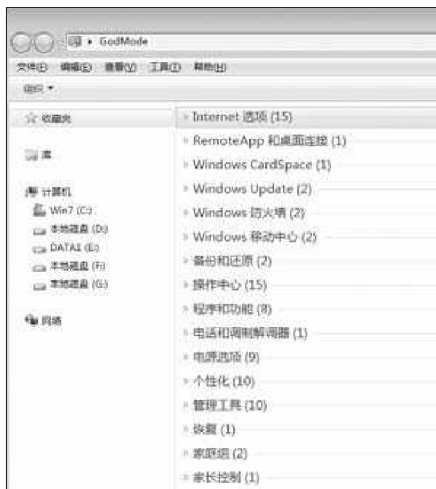 GodMode
文件(F) 编辑(E) 查看(V) 工具(T) 帮助(H)
组织
收藏夹
库
计算机
Win7 (C:)
本地磁盘 (D:)
DATA1 (E:)
本地磁盘 (F:)
本地磁盘 (G:)
网络
Internet 选项 (15)
RemoteApp 和桌面连接 (1)
Windows CardSpace (1)
Windows Update (2)
Windows 防火墙 (2)
Windows 移动中心 (2)
备份和还原 (2)
操作中心 (15)
程序和功能 (8)
电话和调制解调器 (1)
电源选项 (9)
个性化 (10)
管理工具 (10)
恢复 (1)
家庭组 (2)
家长控制 (1)